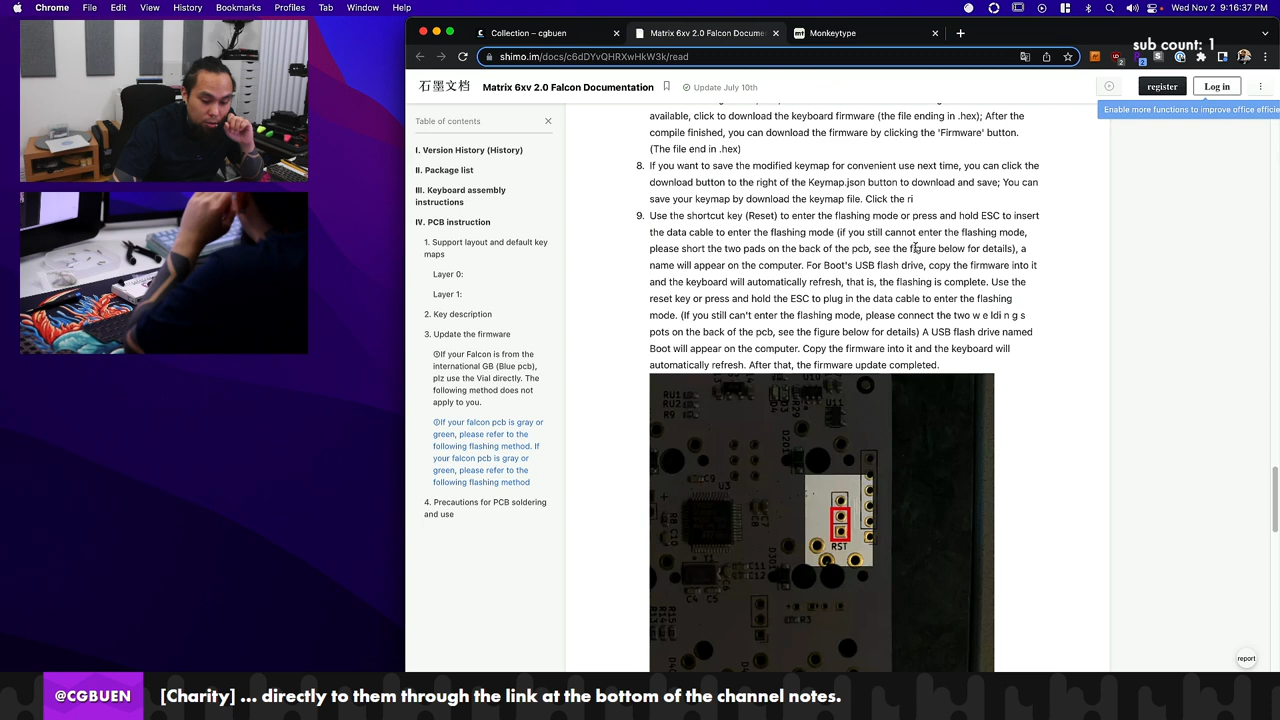 Chrome File Edit View History Bookmarks Profiles Tab Window Help
Wed Nov 2 9:16:37 PM
sub count: 1
Collection – cgbuen
Matrix 6xv 2.0 Falcon Docume
Monkeytype
shimo.im/docs/c6dDYvQHRXwHkW3k/read
石墨文档
Matrix 6xv 2.0 Falcon Documentation
Update July 10th
register
Log in
Enable more functions to improve office efficie
Table of contents
I. Version History (History)
II. Package list
III. Keyboard assembly
instructions
IV. PCB instruction
1. Support layout and default key
maps
Layer 0:
Layer 1:
2. Key description
3. Update the firmware
①If your Falcon is from the
international GB (Blue pcb),
plz use the Vial directly. The
following method does not
apply to you.
①If your falcon pcb is gray or
green, please refer to the
following flashing method. If
your falcon pcb is gray or
green, please refer to the
following flashing method
4. Precautions for PCB soldering
and use
available, click to download the keyboard firmware (the file ending in .hex); After the
compile finished, you can download the firmware by clicking the 'Firmware' button.
(The file end in .hex)
8. If you want to save the modified keymap for convenient use next time, you can click the
download button to the right of the Keymap.json button to download and save; You can
save your keymap by download the keymap file. Click the ri
9. Use the shortcut key (Reset) to enter the flashing mode or press and hold ESC to insert
the data cable to enter the flashing mode (if you still cannot enter the flashing mode,
please short the two pads on the back of the pcb, see the figure below for details), a
name will appear on the computer. For Boot's USB flash drive, copy the firmware into it
and the keyboard will automatically refresh, that is, the flashing is complete. Use the
reset key or press and hold the ESC to plug in the data cable to enter the flashing
mode. (If you still can't enter the flashing mode, please connect the two w e ldi n g s
pots on the back of the pcb, see the figure below for details) A USB flash drive named
Boot will appear on the computer. Copy the firmware into it and the keyboard will
automatically refresh. After that, the firmware update completed.
RU1
RU2
R9
R29
D201
U11
C9
U3
C8
C7
R8
C10
RST
Y1
C11
C12
C4
C5
D301
R3
report
@CGBUEN
[Charity] ... directly to them through the link at the bottom of the channel notes.